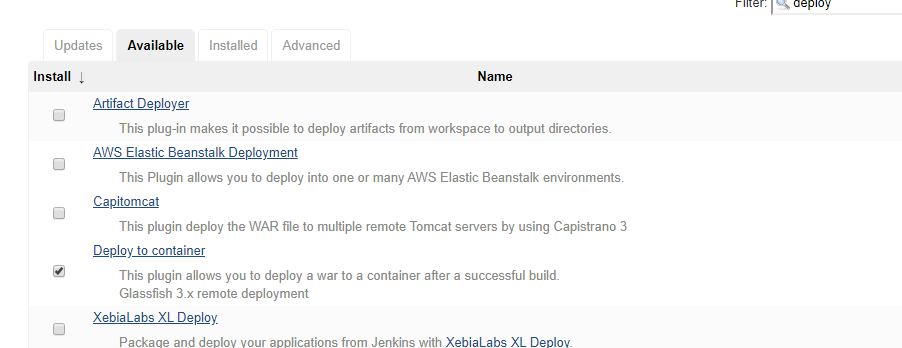 Filter: deploy
Updates Available Installed Advanced
Install ↓ Name
Artifact Deployer
This plug-in makes it possible to deploy artifacts from workspace to output directories.
AWS Elastic Beanstalk Deployment
This Plugin allows you to deploy into one or many AWS Elastic Beanstalk environments.
Capitomcat
This plugin deploy the WAR file to multiple remote Tomcat servers by using Capistrano 3
Deploy to container
This plugin allows you to deploy a war to a container after a successful build.
Glassfish 3.x remote deployment
XebiaLabs XL Deploy
Package and deploy your applications from Jenkins with XebiaLabs XL Deploy.